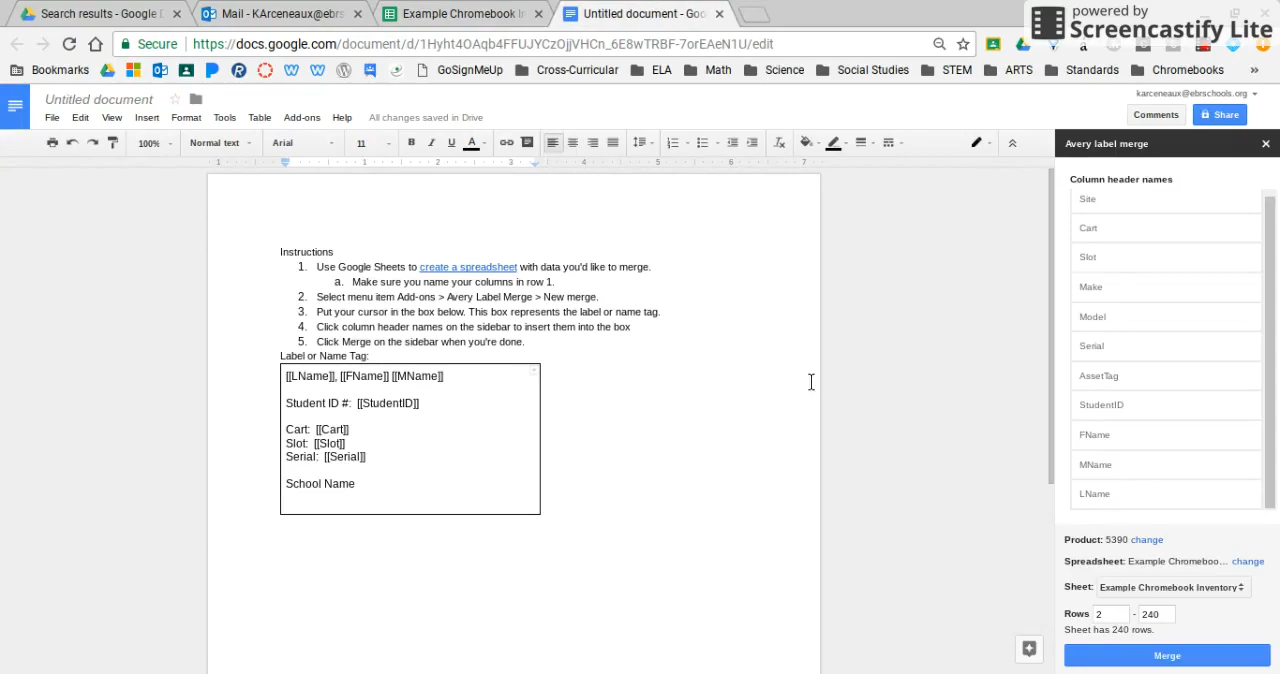 Search results - Google D
Mail - KArceneaux@ebrs
Example Chromebook In
Untitled document - Goo
powered by
Screencastify Lite
Secure
https://docs.google.com/document/d/1Hyht4OAqb4FFUJYCzOjjVHCn_6E8wTRBF-7orEAeN1U/edit
Bookmarks GoSignMeUp Cross-Curricular ELA Math Science Social Studies STEM ARTS Standards Chromebooks »
Untitled document
karceneaux@ebrschools.org
Comments Share
File Edit View Insert Format Tools Table Add-ons Help All changes saved in Drive
100% Normal text Arial 11 B I U A
1 1 2 3 4 5 6 7
Avery label merge
Column header names
Site
Cart
Slot
Make
Model
Serial
AssetTag
StudentID
FName
MName
LName
Product: 5390 change
Spreadsheet: Example Chromeboo... change
Sheet: Example Chromebook Inventory
Rows 2 - 240
Sheet has 240 rows.
Merge
Instructions
1. Use Google Sheets to create a spreadsheet with data you'd like to merge.
a. Make sure you name your columns in row 1.
2. Select menu item Add-ons > Avery Label Merge > New merge.
3. Put your cursor in the box below. This box represents the label or name tag.
4. Click column header names on the sidebar to insert them into the box
5. Click Merge on the sidebar when you're done.
Label or Name Tag:
[[LName]], [[FName]] [[MName]]
Student ID #: [[StudentID]]
Cart: [[Cart]]
Slot: [[Slot]]
Serial: [[Serial]]
School Name